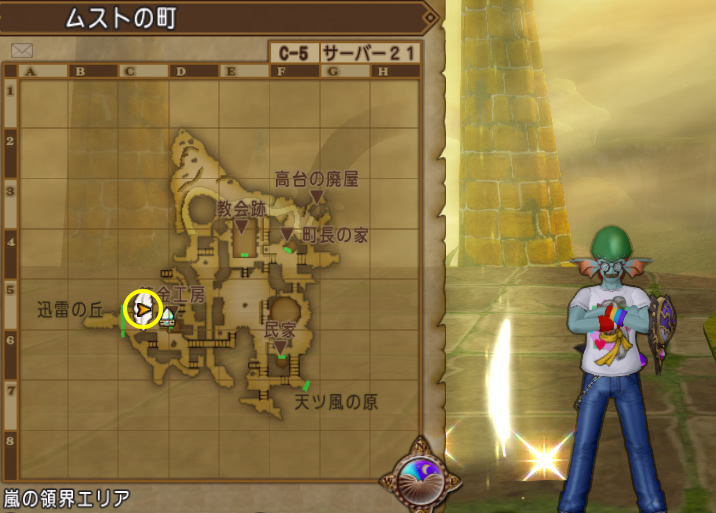 ムストの町
C-5 サーバー21
A B C D E F G H
1
2
3
高台の廃屋
教会跡
4
町長の家
5
金工房
迅雷の丘
6
民家
7
天ツ風の原
8
嵐の領界エリア